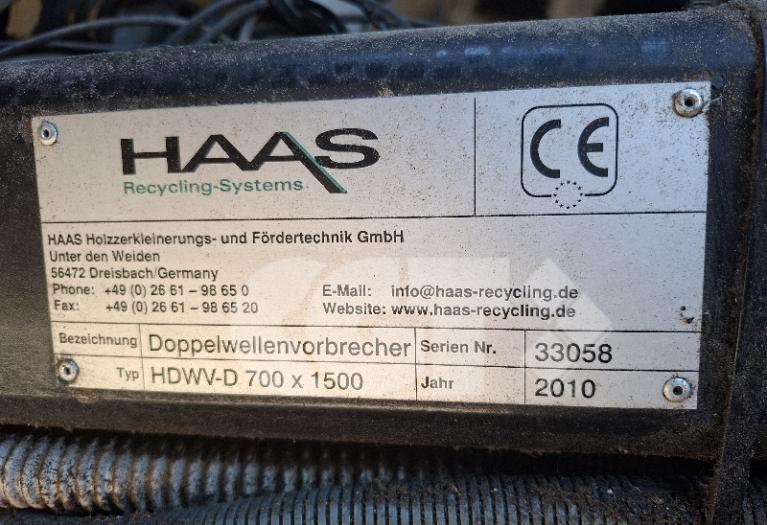 HAAS
Recycling-Systems
CE
HAAS Holzzerkleinerungs- und Fördertechnik GmbH
Unter den Weiden
56472 Dreisbach/Germany
Phone: +49 (0) 26 61 - 98 65 0 E-Mail: info@haas-recycling.de
Fax: +49 (0) 26 61 - 98 65 20 Website: www.haas-recycling.de
Bezeichnung Doppelwellenvorbrecher Serien Nr. 33058
Typ HDWV-D 700 x 1500 Jahr 2010